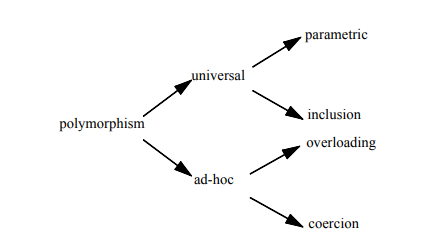 parametric
universal
inclusion
polymorphism
overloading
ad-hoc
coercion